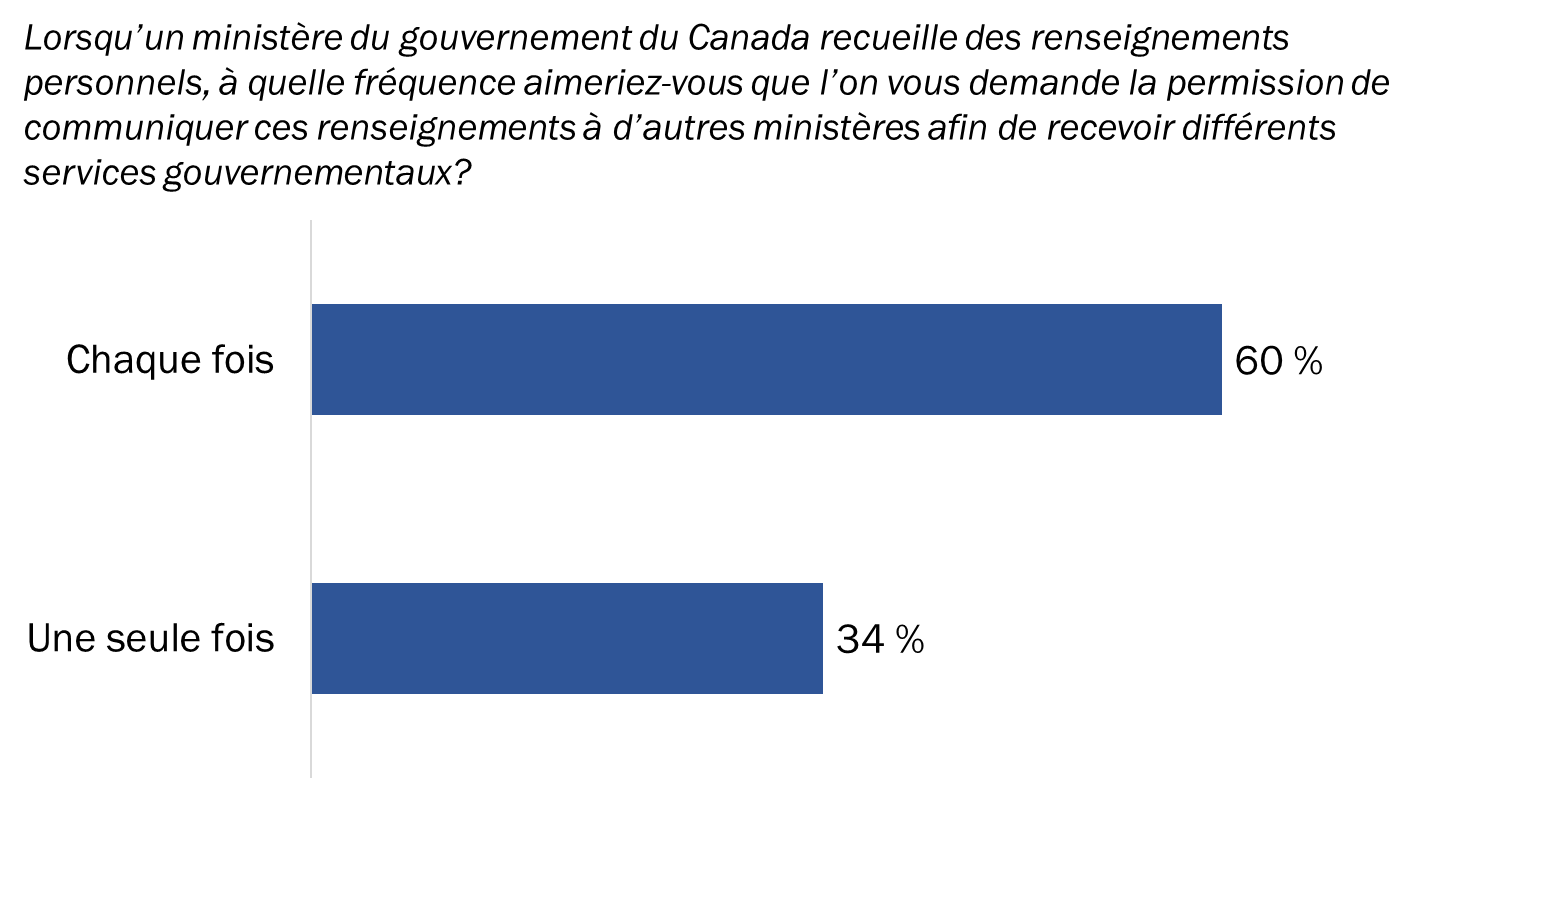 Lorsqu’un ministère du gouvernement du Canada recueille des renseignements
personnels, à quelle fréquence aimeriez-vous que l’on vous demande la permission de
communiquer ces renseignements à d’autres ministères afin de recevoir différents
services gouvernementaux?
Chaque fois
60 %
Une seule fois
34 %